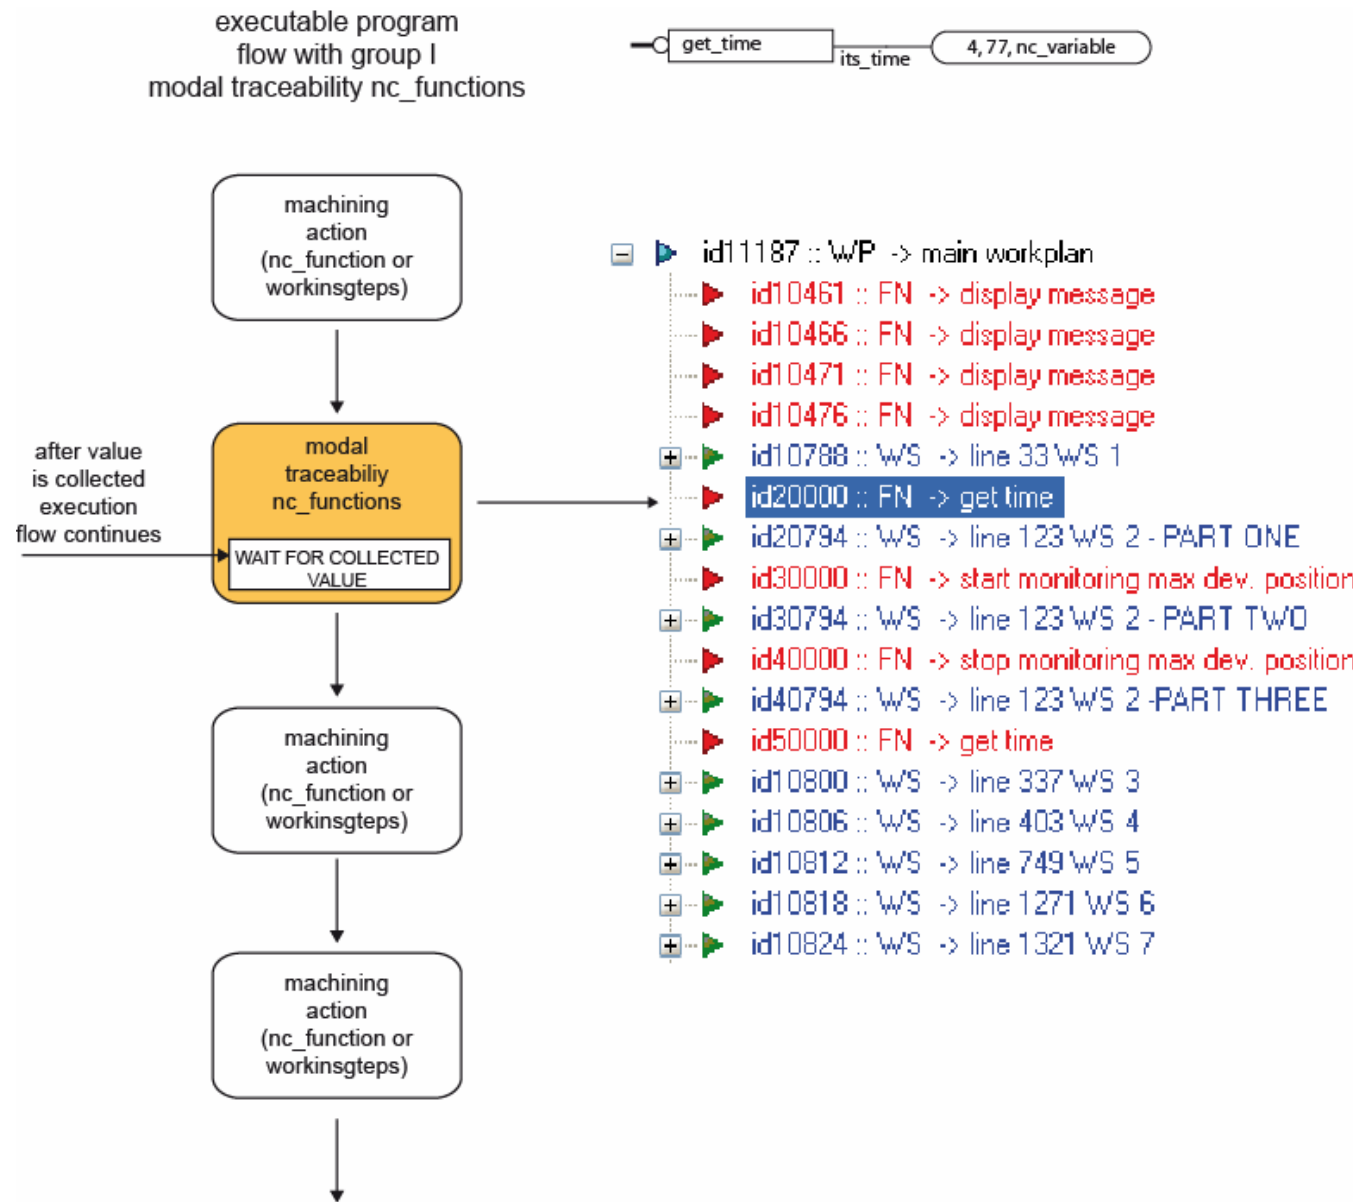 executable program
flow with group I
modal traceability nc_functions
get_time
its_time
4, 77, nc_variable
machining
action
(nc_function or
workinsgteps)
after value
is collected
execution
flow continues
modal
traceabiliy
nc_functions
WAIT FOR COLLECTED
VALUE
machining
action
(nc_function or
workinsgteps)
machining
action
(nc_function or
workinsgteps)
id11187 :: WP -> main workplan
id10461 :: FN -> display message
id10466 :: FN -> display message
id10471 :: FN -> display message
id10476 :: FN -> display message
id10788 :: WS -> line 33 WS 1
id20000 :: FN -> get time
id20794 :: WS -> line 123 WS 2 - PART ONE
id30000 :: FN -> start monitoring max dev. position
id30794 :: WS -> line 123 WS 2 - PART TWO
id40000 :: FN -> stop monitoring max dev. position
id40794 :: WS -> line 123 WS 2 -PART THREE
id50000 :: FN -> get time
id10800 :: WS -> line 337 WS 3
id10806 :: WS -> line 403 WS 4
id10812 :: WS -> line 749 WS 5
id10818 :: WS -> line 1271 WS 6
id10824 :: WS -> line 1321 WS 7